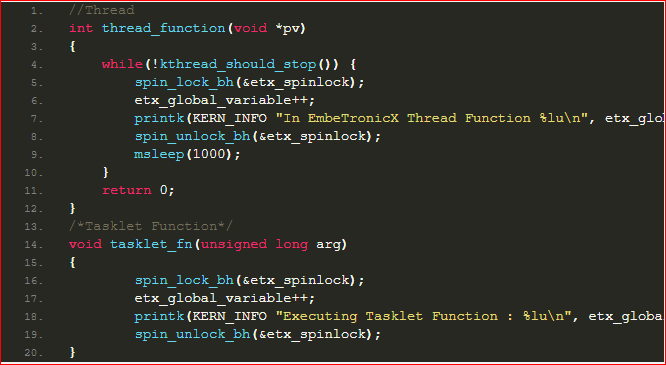 1. //Thread
2. int thread_function(void *pv)
3. {
4. while(!kthread_should_stop()) {
5. spin_lock_bh(&etx_spinlock);
6. etx_global_variable++;
7. printk(KERN_INFO "In EmbeTronicX Thread Function %lu\n", etx_glo
8. spin_unlock_bh(&etx_spinlock);
9. msleep(1000);
10. }
11. return 0;
12. }
13. /*Tasklet Function*/
14. void tasklet_fn(unsigned long arg)
15. {
16. spin_lock_bh(&etx_spinlock);
17. etx_global_variable++;
18. printk(KERN_INFO "Executing Tasklet Function : %lu\n", etx_globa
19. spin_unlock_bh(&etx_spinlock);
20. }